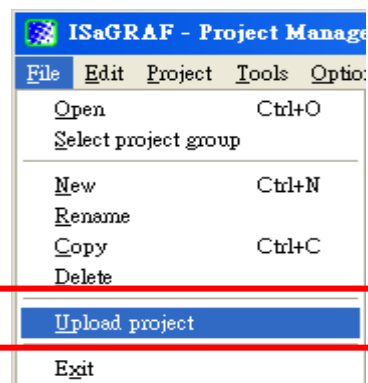 ISaGRAF - Project Manage
File Edit Project Tools Optio
Open Ctrl+O
Select project group
New Ctrl+N
Rename
Copy Ctrl+C
Delete
Upload project
Exit